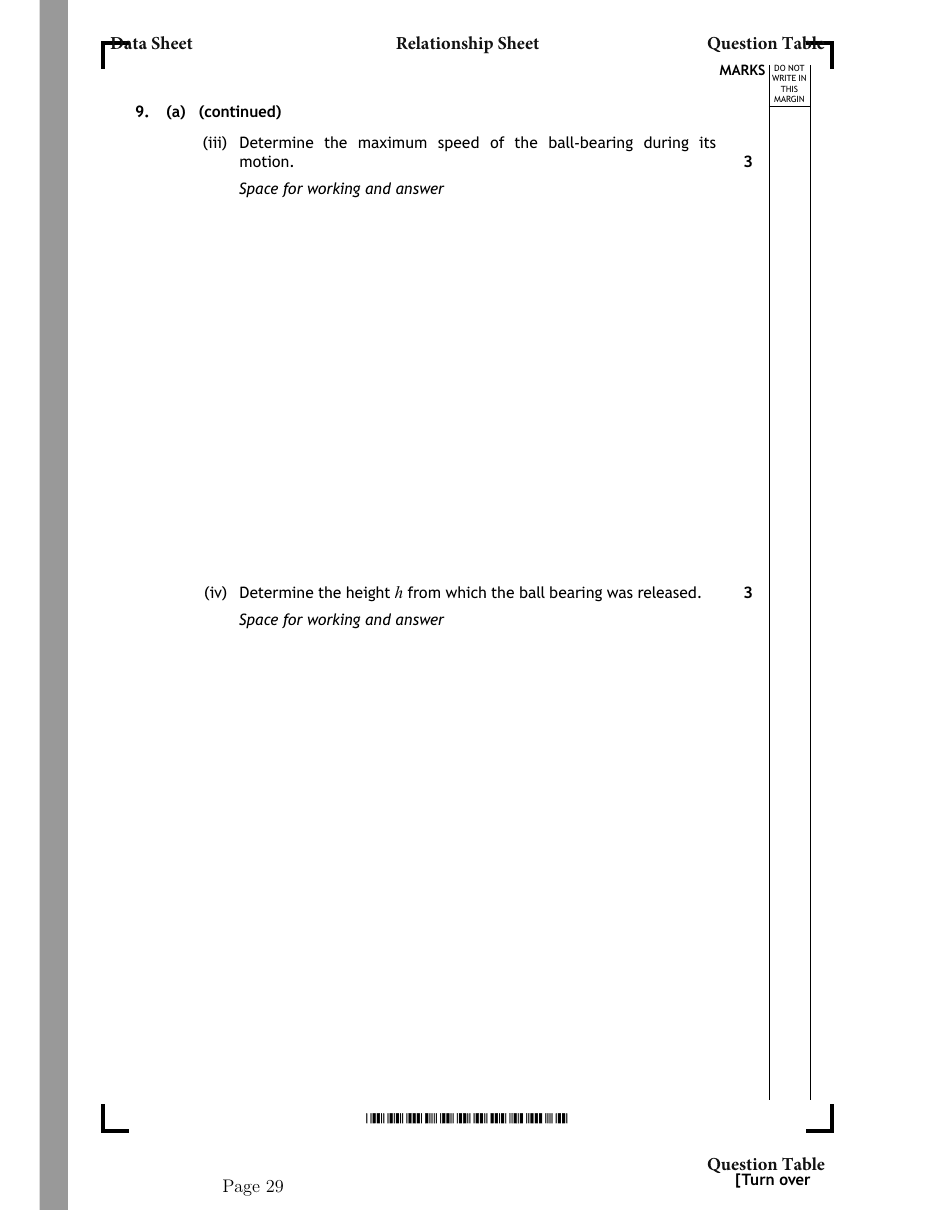 Data Sheet Relationship Sheet Question Table
MARKS
DO NOT
WRITE IN
THIS
MARGIN
9. (a) (continued)
(iii) Determine the maximum speed of the ball-bearing during its
motion. 3
Space for working and answer
(iv) Determine the height h from which the ball bearing was released. 3
Space for working and answer
Question Table
Page 29 [Turn over